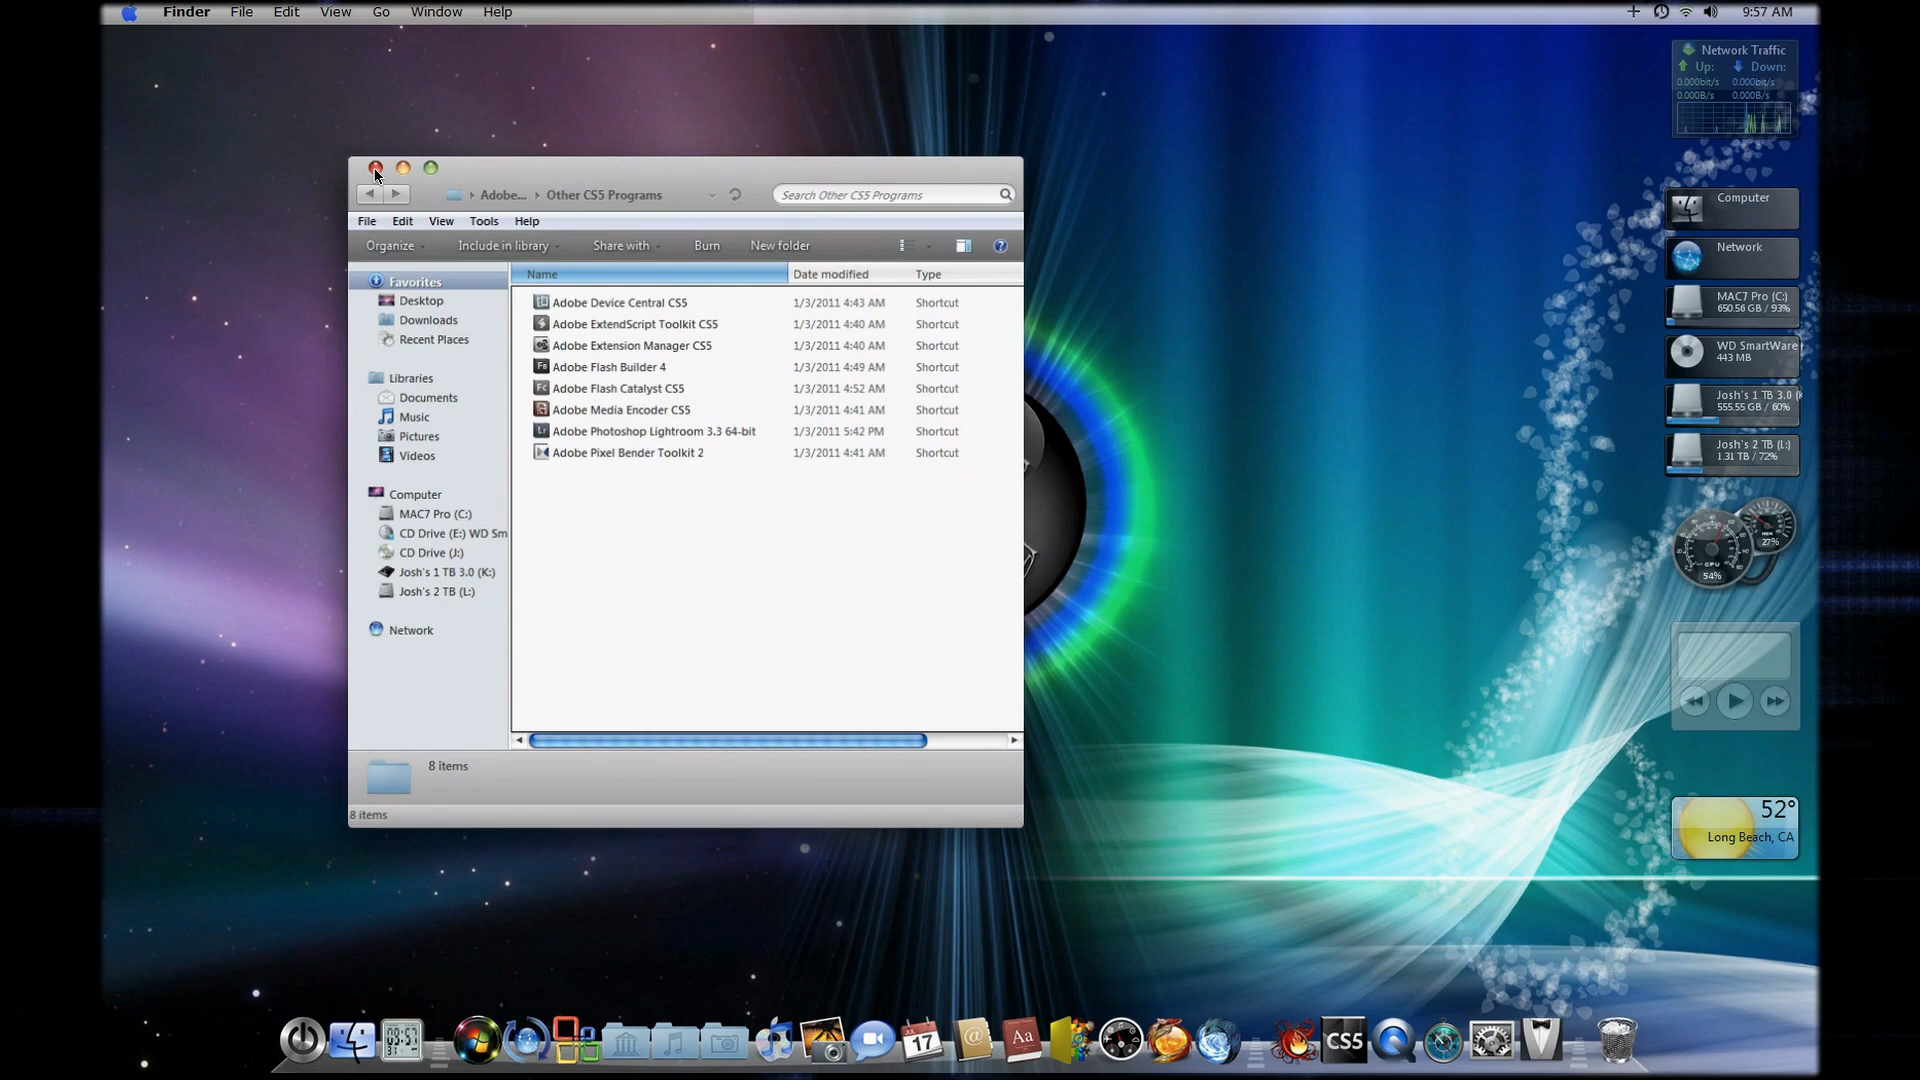 Finder File Edit View Go Window Help 9:57 AM
Network Traffic
Up: Down:
0.000bit/s 0.000bit/s
0.000B/s 0.000B/s
Adobe... Other CS5 Programs Search Other CS5 Programs
File Edit View Tools Help
Organize Include in library Share with Burn New folder
Name Date modified Type
Favorites
Desktop
Downloads
Recent Places
Libraries
Documents
Music
Pictures
Videos
Computer
MAC7 Pro (C:)
CD Drive (E:) WD Sm
CD Drive (J:)
Josh's 1 TB 3.0 (K:)
Josh's 2 TB (L:)
Network
Adobe Device Central CS5 1/3/2011 4:43 AM Shortcut
Adobe ExtendScript Toolkit CS5 1/3/2011 4:40 AM Shortcut
Adobe Extension Manager CS5 1/3/2011 4:40 AM Shortcut
Adobe Flash Builder 4 1/3/2011 4:49 AM Shortcut
Adobe Flash Catalyst CS5 1/3/2011 4:52 AM Shortcut
Adobe Media Encoder CS5 1/3/2011 4:41 AM Shortcut
Adobe Photoshop Lightroom 3.3 64-bit 1/3/2011 5:42 PM Shortcut
Adobe Pixel Bender Toolkit 2 1/3/2011 4:41 AM Shortcut
8 items
8 items
Computer
Network
MAC7 Pro (C:)
650.56 GB / 93%
WD SmartWare
443 MB
Josh's 1 TB 3.0 (K
555.55 GB / 60%
Josh's 2 TB (L:)
1.31 TB / 72%
27%
CPU
54%
52°
Long Beach, CA
09:57
JUL
17
@
Aa
CS5